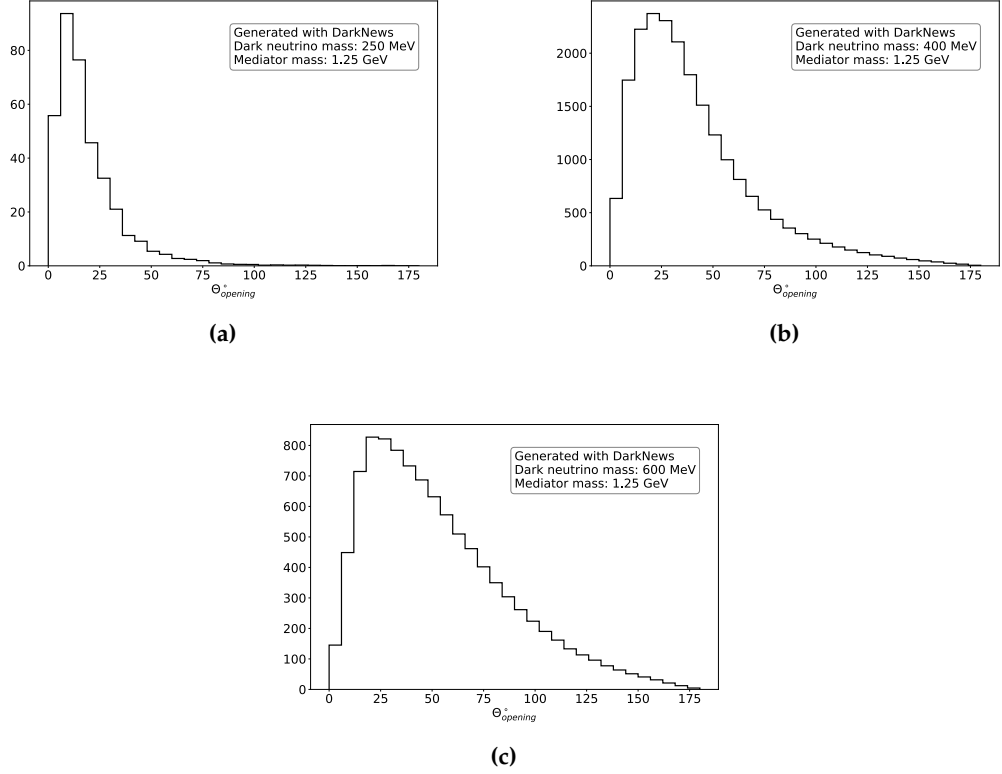 Generated with DarkNews
Dark neutrino mass: 250 MeV
Mediator mass: 1.25 GeV
80
60
40
20
0
0 25 50 75 100 125 150 175
Θ°opening
(a)
Generated with DarkNews
Dark neutrino mass: 400 MeV
Mediator mass: 1.25 GeV
2000
1500
1000
500
0
0 25 50 75 100 125 150 175
Θ°opening
(b)
Generated with DarkNews
Dark neutrino mass: 600 MeV
Mediator mass: 1.25 GeV
800
700
600
500
400
300
200
100
0
0 25 50 75 100 125 150 175
Θ°opening
(c)